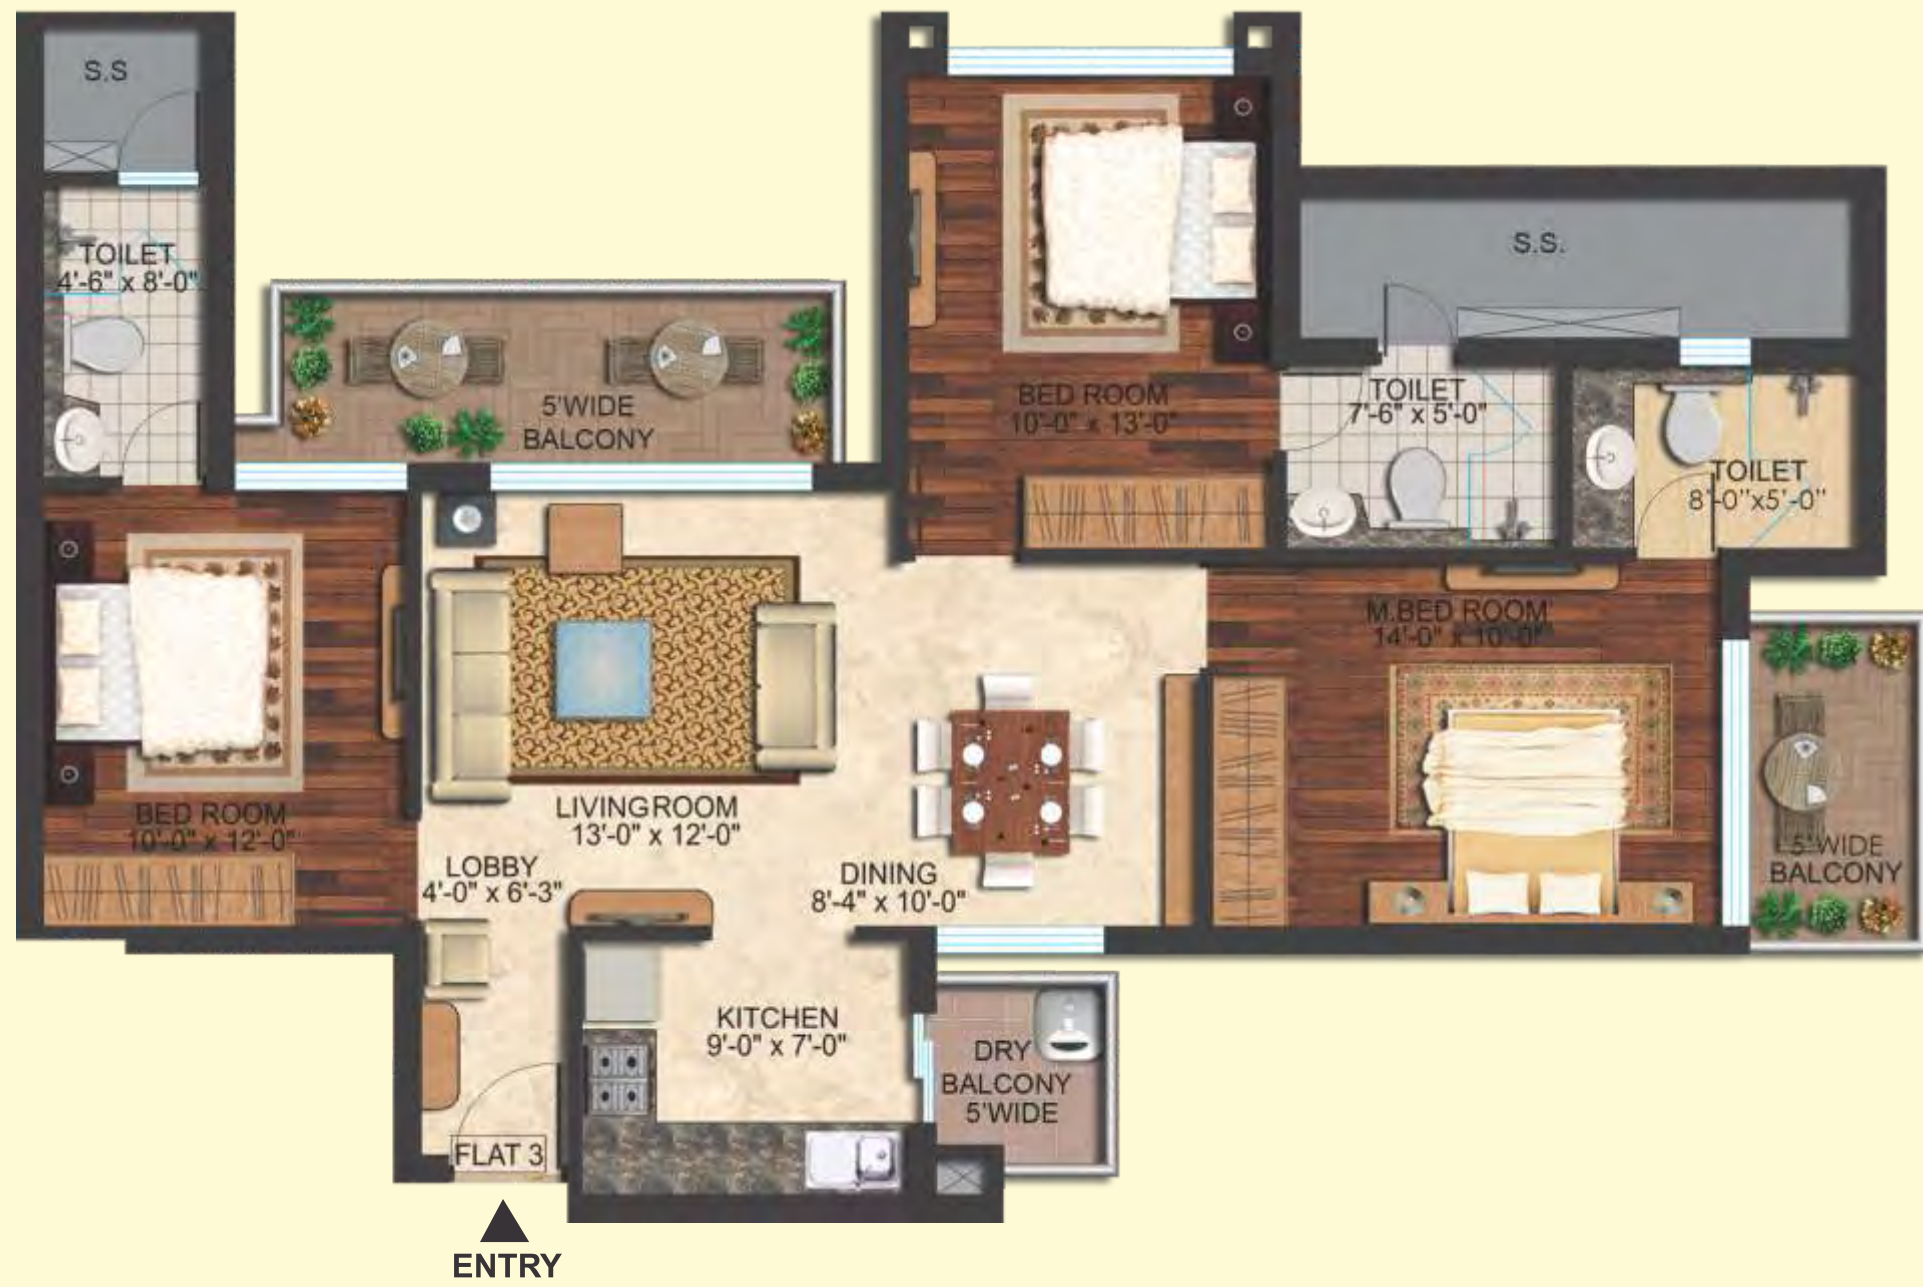 S.S
TOILET
4'-6" x 8'-0"
5'WIDE
BALCONY
BED ROOM
10'-0" x 13'-0"
S.S.
TOILET
7'-6" x 5'-0"
TOILET
8'-0"x5'-0"
M.BED ROOM
14'-0" x 10'-0"
BED ROOM
10'-0" x 12'-0"
LIVINGROOM
13'-0" x 12'-0"
LOBBY
4'-0" x 6'-3"
DINING
8'-4" x 10'-0"
5'WIDE
BALCONY
KITCHEN
9'-0" x 7'-0"
DRY
BALCONY
5'WIDE
FLAT 3
ENTRY